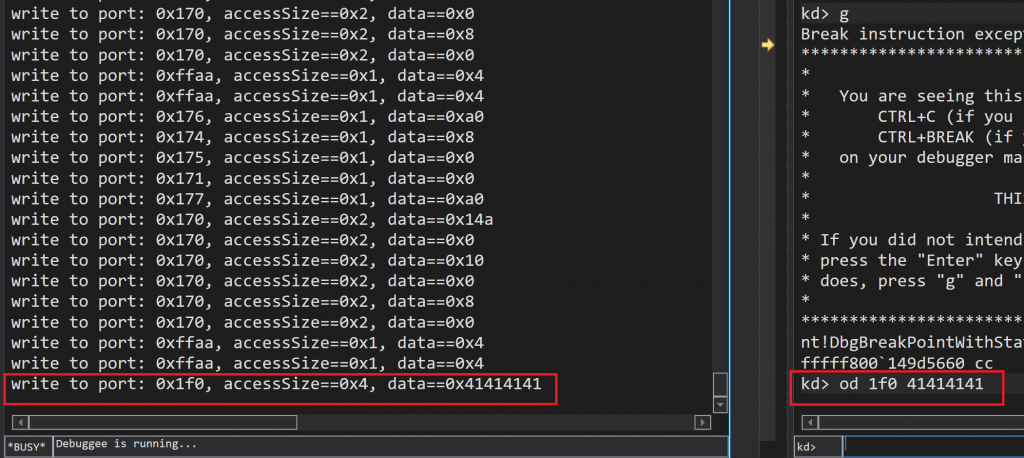 write to port: 0x170, accessSize==0x2, data==0x0
write to port: 0x170, accessSize==0x2, data==0x8
write to port: 0x170, accessSize==0x2, data==0x0
write to port: 0xffaa, accessSize==0x1, data==0x4
write to port: 0xffaa, accessSize==0x1, data==0x4
write to port: 0x176, accessSize==0x1, data==0xa0
write to port: 0x174, accessSize==0x1, data==0x8
write to port: 0x175, accessSize==0x1, data==0x0
write to port: 0x171, accessSize==0x1, data==0x0
write to port: 0x177, accessSize==0x1, data==0xa0
write to port: 0x170, accessSize==0x2, data==0x14a
write to port: 0x170, accessSize==0x2, data==0x0
write to port: 0x170, accessSize==0x2, data==0x10
write to port: 0x170, accessSize==0x2, data==0x0
write to port: 0x170, accessSize==0x2, data==0x8
write to port: 0x170, accessSize==0x2, data==0x0
write to port: 0xffaa, accessSize==0x1, data==0x4
write to port: 0xffaa, accessSize==0x1, data==0x4
write to port: 0x1f0, accessSize==0x4, data==0x41414141
*BUSY* Debuggee is running...
kd> g
Break instruction excep
***********************
*
* You are seeing this
* CTRL+C (if you
* CTRL+BREAK (if y
* on your debugger ma
*
* THI
*
* If you did not intend
* press the "Enter" key
* does, press "g" and "
*
***********************
nt!DbgBreakPointWithSta
fffff800`149d5660 cc
kd> od 1f0 41414141
kd>